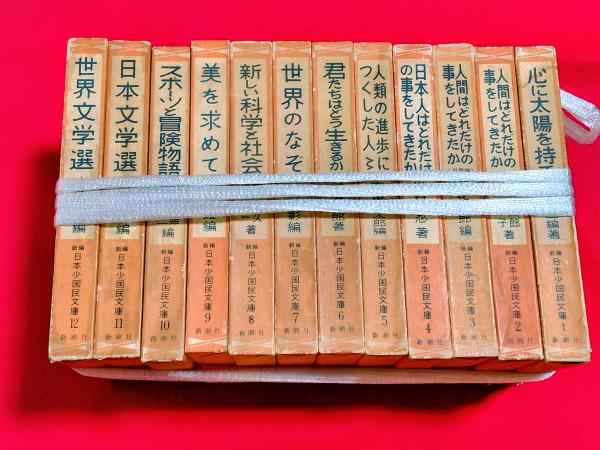 世界文学選
編
新編
日本少国民文庫12
新潮社
日本文学選
編
新編
日本少国民文庫11
新潮社
スポーツと冒険物語
編
新編
日本少国民文庫10
新潮社
美を求めて
編
新編
日本少国民文庫9
新潮社
新しい科学と社会
著
新編
日本少国民文庫8
新潮社
世界のなぞ
編
新編
日本少国民文庫7
新潮社
君たちはどう生きるか
郎著
新編
日本少国民文庫6
新潮社
人類の進歩に
つくした人々
郎編
新編
日本少国民文庫5
新潮社
日本人はどれだけ
の事をしてきたか
忍著
新編
日本少国民文庫4
新潮社
人間はどれだけの
事をしてきたか
郎編
新編
日本少国民文庫3
新潮社
人間はどれだけの
事をしてきたか
郎
子
著
新編
日本少国民文庫2
新潮社
心に太陽を持
編著
新編
日本少国民文庫1
新潮社